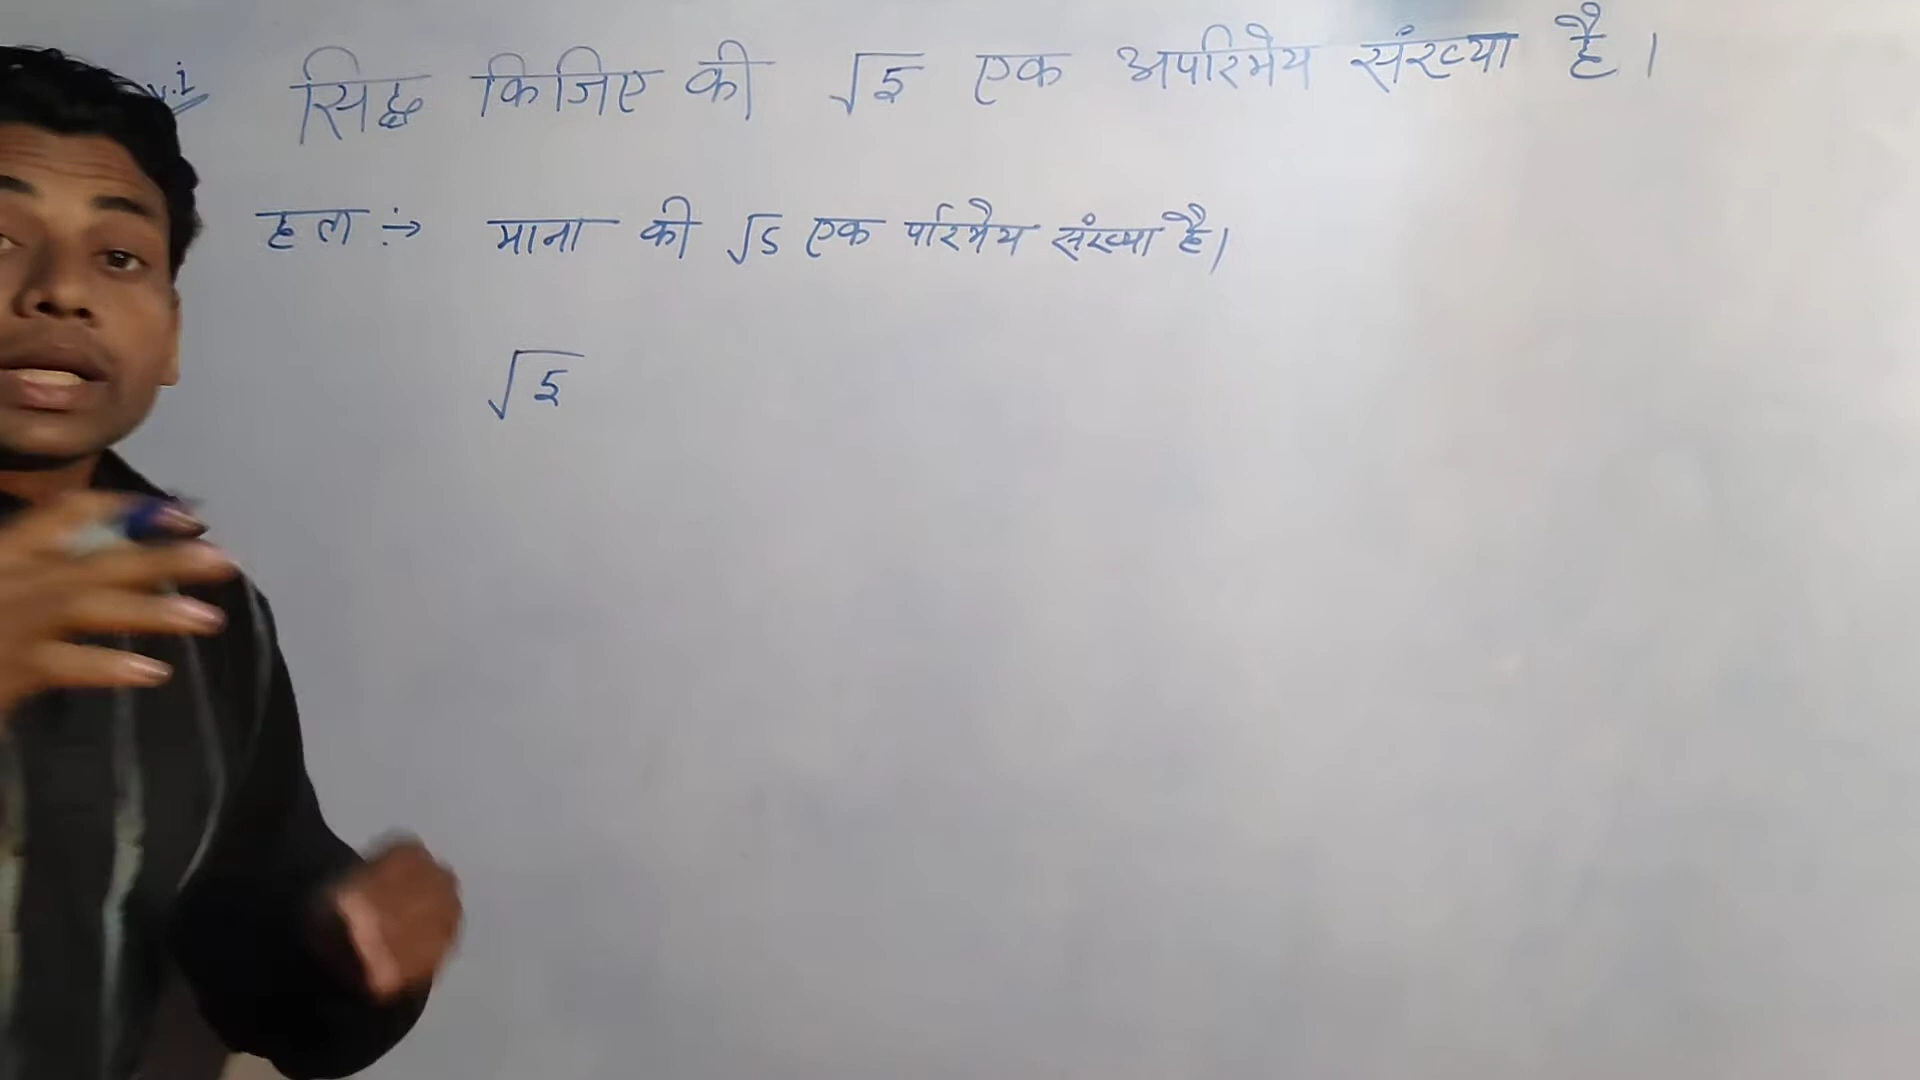 सिद्ध किजिए की √5 एक अपरिमेय संख्या है।
हल :→ माना की √5 एक परिमैय संख्या है।
√5